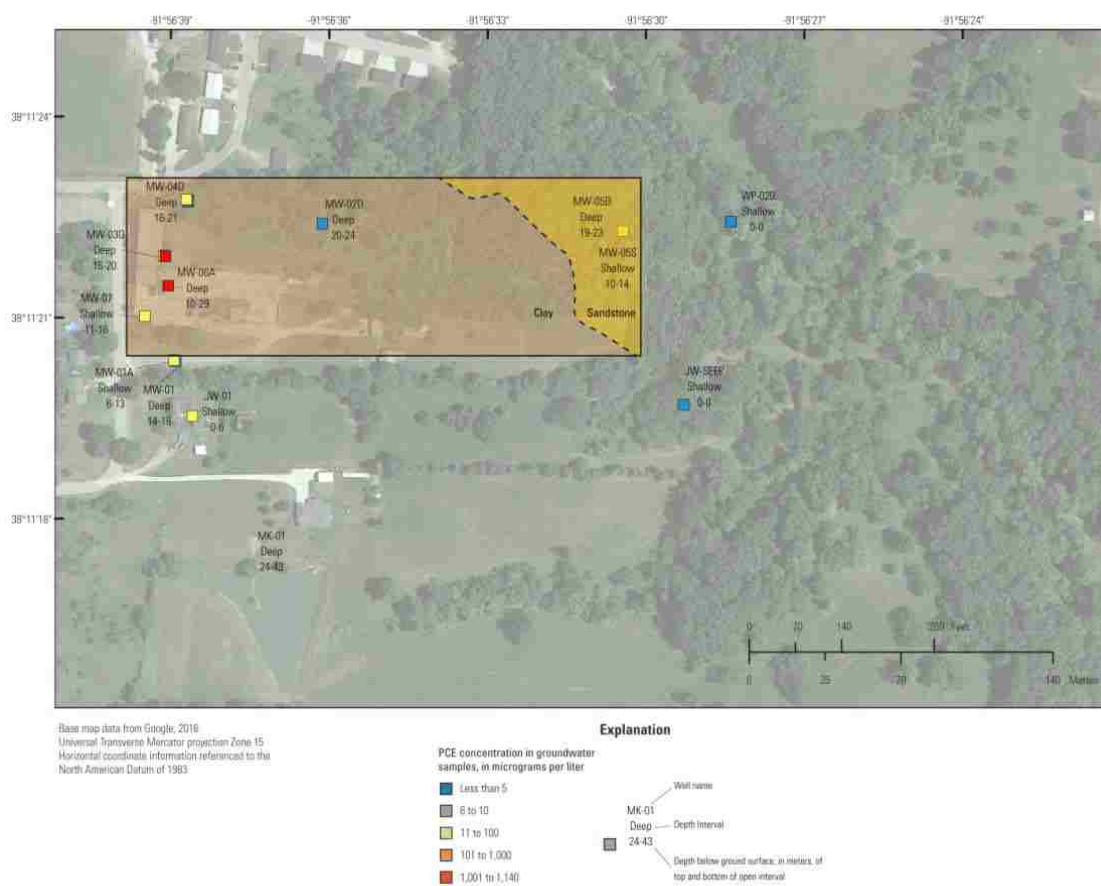 -91°56'39" -91°56'36" -91°56'33" -91°56'30" -91°56'27" -91°56'24"
38°11'24"
38°11'21"
38°11'18"
MW-04D
Deep
16-21
MW-02D
Deep
20-24
MW-03D
Deep
15-20
MW-06A
Deep
10-29
MW-07
Shallow
11-16
MW-05D
Deep
19-23
MW-05S
Shallow
10-14
WP-020
Shallow
0-0
Clay Sandstone
MW-01A
Shallow
6-13
MW-01
Deep
JW-01
Shallow
0-6
JW-SEEP
Shallow
0-0
MK-01
Deep
24-43
0 70 140 Feet
0 25 140 Meters
Base map data from Google, 2016
Universal Transverse Mercator projection Zone 15
Horizontal coordinate information referenced to the
North American Datum of 1983
Explanation
PCE concentration in groundwater
samples, in micrograms per liter
Less than 5
6 to 10
11 to 100
101 to 1,000
1,001 to 1,140
Well name
MK-01
Deep
Depth Interval
24-43
Depth below ground surface, in meters, of
top and bottom of open interval